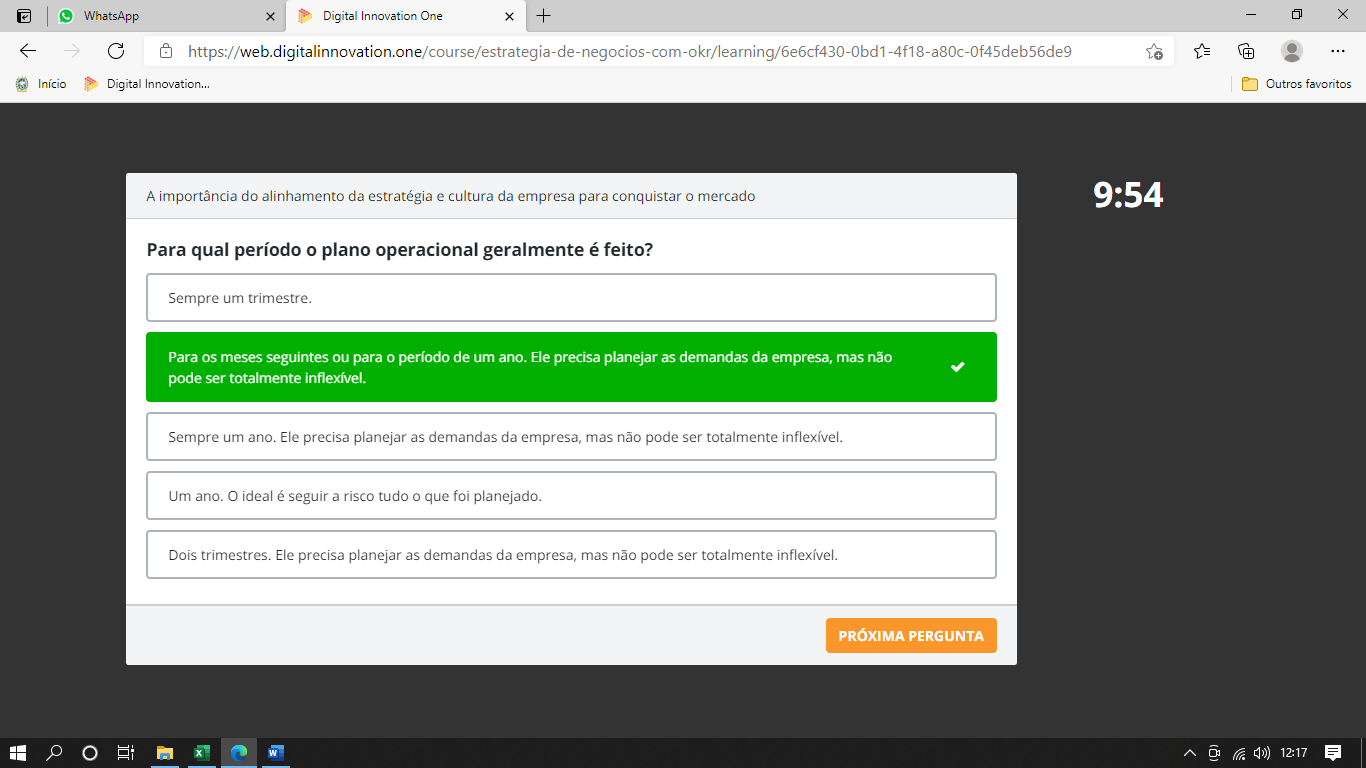 WhatsApp
Digital Innovation One
https://web.digitalinnovation.one/course/estrategia-de-negocios-com-okr/learning/6e6cf430-0bd1-4f18-a80c-0f45deb56de9
Início
Digital Innovation...
Outros favoritos
A importância do alinhamento da estratégia e cultura da empresa para conquistar o mercado
9:54
Para qual período o plano operacional geralmente é feito?
Sempre um trimestre.
Para os meses seguintes ou para o período de um ano. Ele precisa planejar as demandas da empresa, mas não
pode ser totalmente inflexível.
Sempre um ano. Ele precisa planejar as demandas da empresa, mas não pode ser totalmente inflexível.
Um ano. O ideal é seguir a risco tudo o que foi planejado.
Dois trimestres. Ele precisa planejar as demandas da empresa, mas não pode ser totalmente inflexível.
PRÓXIMA PERGUNTA
12:17